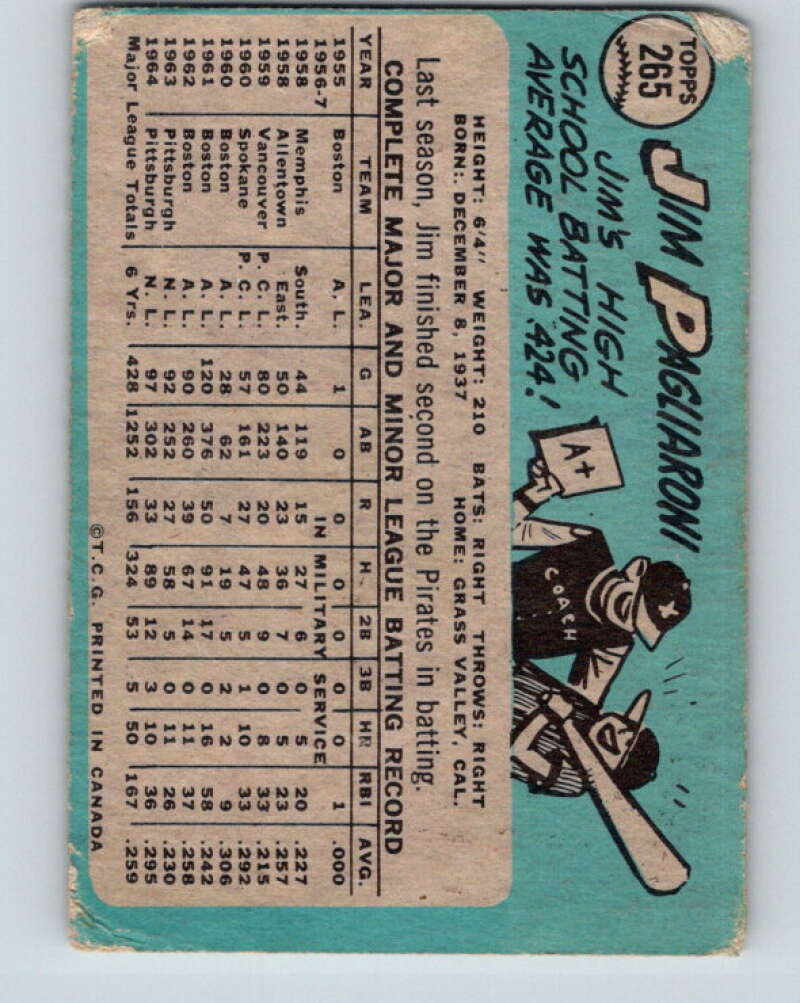 TOPPS
265
JIM PAGLIARONI
JIM'S HIGH
SCHOOL BATTING
AVERAGE WAS .424!
A+
COACH
HEIGHT: 6'4" WEIGHT: 210 BATS: RIGHT THROWS: RIGHT
BORN: DECEMBER 8, 1937 HOME: GRASS VALLEY, CAL.
Last season, Jim finished second on the Pirates in batting.
COMPLETE MAJOR AND MINOR LEAGUE BATTING RECORD
YEAR TEAM LEA. G AB R H 2B 3B HR RBI AVG.
1955 Boston A. L. 1 0 0 0 0 0 0 1 .000
1956-7 IN MILITARY SERVICE
1958 Memphis South. 44 119 15 27 6 0 5 20 .227
1958 Allentown East. 50 140 23 36 7 0 5 23 .257
1959 Vancouver P. C. L. 80 223 20 48 9 0 8 33 .215
1960 Spokane P. C. L. 57 161 27 47 5 1 10 33 .292
1960 Boston A. L. 28 62 7 19 5 2 2 9 .306
1961 Boston A. L. 120 376 50 91 17 0 16 58 .242
1962 Boston A. L. 90 260 39 67 14 0 11 37 .258
1963 Pittsburgh N. L. 92 252 27 58 5 0 11 26 .230
1964 Pittsburgh N. L. 97 302 33 89 12 3 10 36 .295
Major League Totals 6 Yrs. 428 1252 156 324 53 5 50 167 .259
©T.C.G. PRINTED IN CANADA